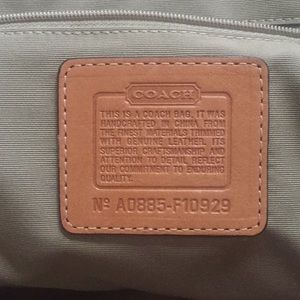 COACH
THIS IS A COACH BAG. IT WAS
HANDCRAFTED IN CHINA FROM
THE FINEST MATERIALS TRIMMED
WITH GENUINE LEATHER. ITS
SUPERIOR CRAFTSMANSHIP AND
ATTENTION TO DETAIL REFLECT
OUR COMMITMENT TO ENDURING
QUALITY.
Nº A0885-F10929